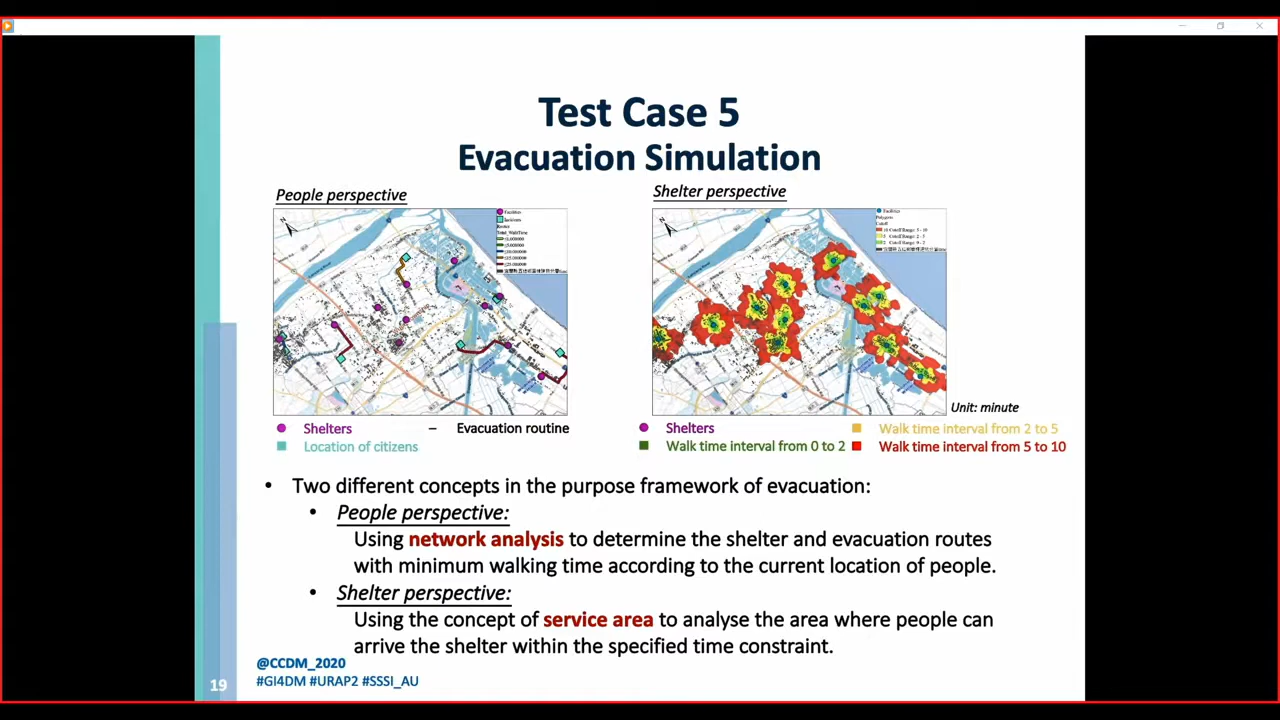 Test Case 5
Evacuation Simulation
People perspective
Shelter perspective
Facilities
Facilities
Unit: minute
Shelters
– Evacuation routine
Location of citizens
Shelters
Walk time interval from 2 to 5
Walk time interval from 0 to 2
Walk time interval from 5 to 10
• Two different concepts in the purpose framework of evacuation:
• People perspective:
Using network analysis to determine the shelter and evacuation routes
with minimum walking time according to the current location of people.
• Shelter perspective:
Using the concept of service area to analyse the area where people can
arrive the shelter within the specified time constraint.
@CCDM_2020
#GI4DM #URAP2 #SSSI_AU
19